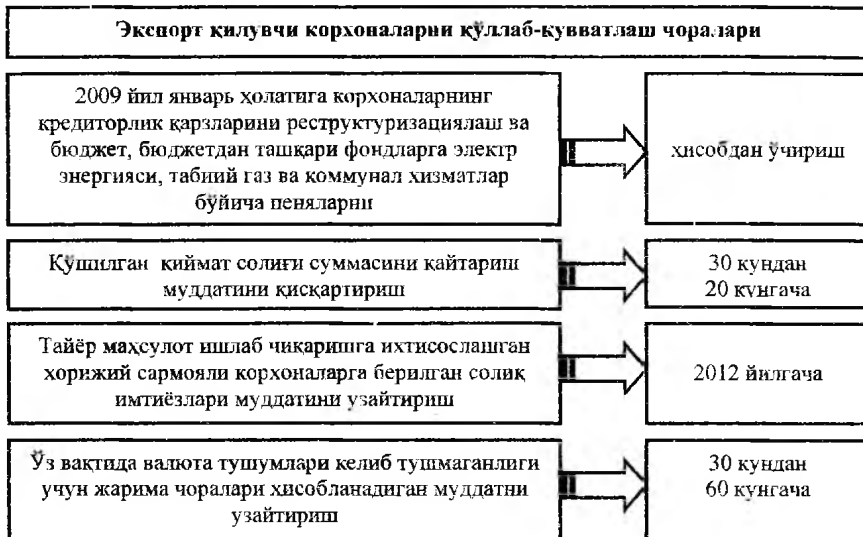 Экспорт қилувчи корхоналарни қўллаб-қувватлаш чоралари
2009 йил январь ҳолатига корхоналарнинг
кредиторлик қарзларини реструктуризациялаш ва
бюджет, бюджетдан ташқари фондларга электр
энергияси, табиий газ ва коммунал хизматлар
бўйича пеняларни
ҳисобдан ўчириш
Қўшилган қиймат солиғи суммасини қайтариш
муддатини қисқартириш
30 кундан
20 кунгача
Тайёр маҳсулот ишлаб чиқаришга ихтисослашган
хорижий сармояли корхоналарга берилган солиқ
имтиёзлари муддатини узайтириш
2012 йилгача
Ўз вақтида валюта тушумлари келиб тушмаганлиги
учун жарима чоралари ҳисобланадиган муддатни
узайтириш
30 кундан
60 кунгача